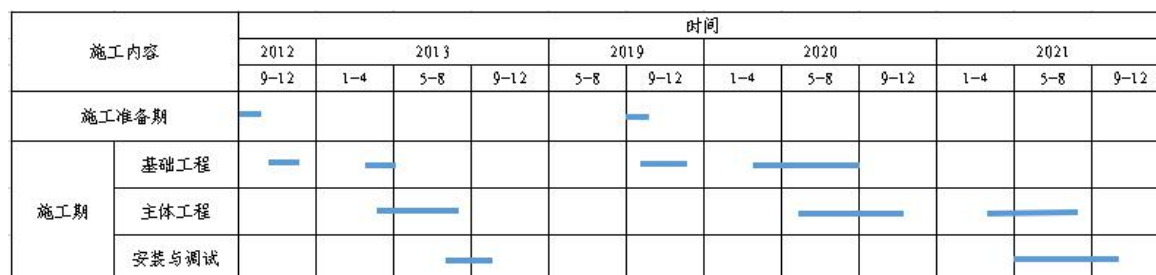 施工内容 时间
2012 2013 2019 2020 2021
9-12 1-4 5-8 9-12 5-8 9-12 1-4 5-8 9-12 1-4 5-8 9-12
施工准备期
施工期 基础工程
主体工程
安装与调试